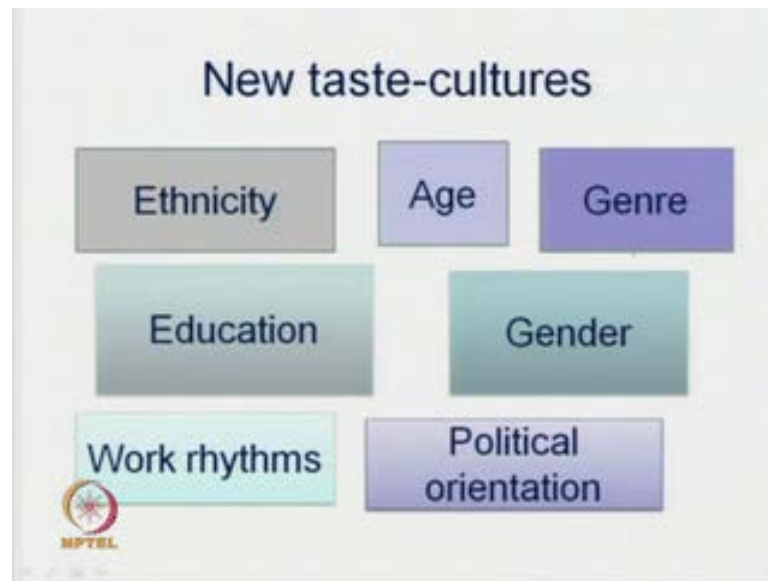 New taste-cultures
Ethnicity
Age
Genre
Education
Gender
Work rhythms
Political
orientation
NPTEL